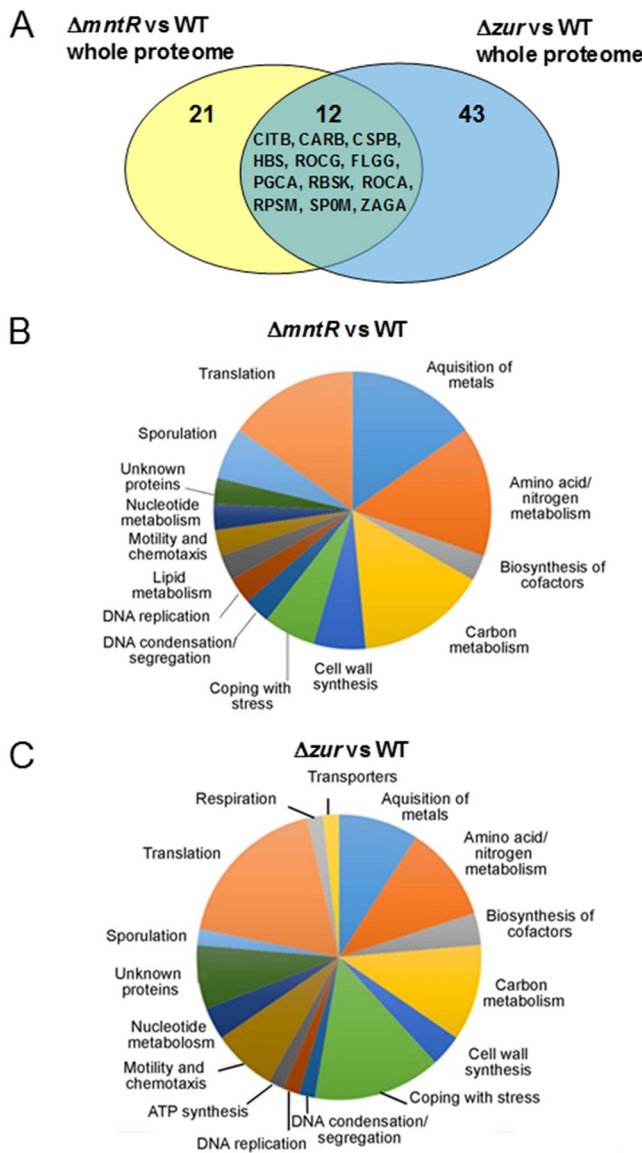 A
ΔmntR vs WT
whole proteome
Δzur vs WT
whole proteome
21
12
43
CITB, CARB, CSPB,
HBS, ROCG, FLGG,
PGCA, RBSK, ROCA,
RPSM, SP0M, ZAGA
B
ΔmntR vs WT
Translation
Aquisition of
metals
Sporulation
Unknown
proteins
Amino acid/
nitrogen
metabolism
Nucleotide
metabolism
Motility and
chemotaxis
Biosynthesis
of cofactors
Lipid
metabolism
DNA replication
Carbon
metabolism
DNA condensation/
segregation
Cell wall
synthesis
Coping with
stress
C
Δzur vs WT
Transporters
Respiration
Aquisition of
metals
Translation
Amino acid/
nitrogen
metabolism
Sporulation
Biosynthesis of
cofactors
Unknown
proteins
Carbon
metabolism
Nucleotide
metabolosm
Cell wall
synthesis
Motility and
chemotaxis
Coping with stress
ATP synthesis
DNA condensation/
segregation
DNA replication